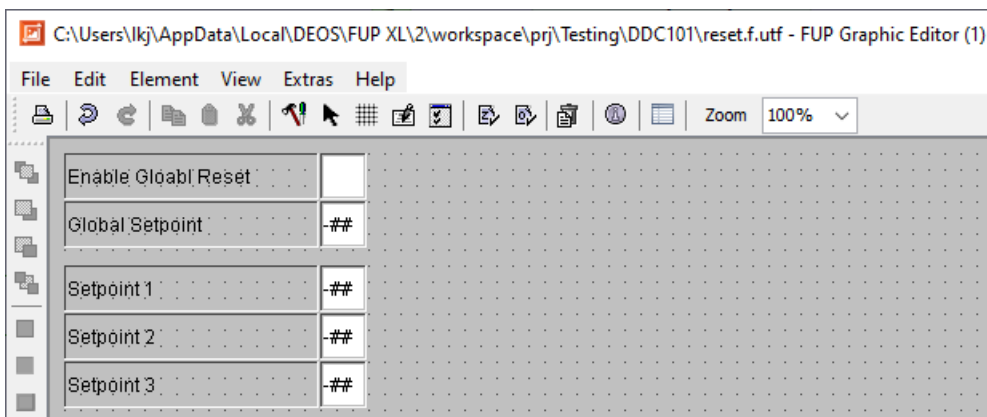 C:\Users\lkj\AppData\Local\DEOS\FUP XL\2\workspace\prj\Testing\DDC101\reset.f.utf - FUP Graphic Editor (1)
File Edit Element View Extras Help
Zoom 100%
Enable Gloabl Reset
Global Setpoint -##
Setpoint 1 -##
Setpoint 2 -##
Setpoint 3 -##